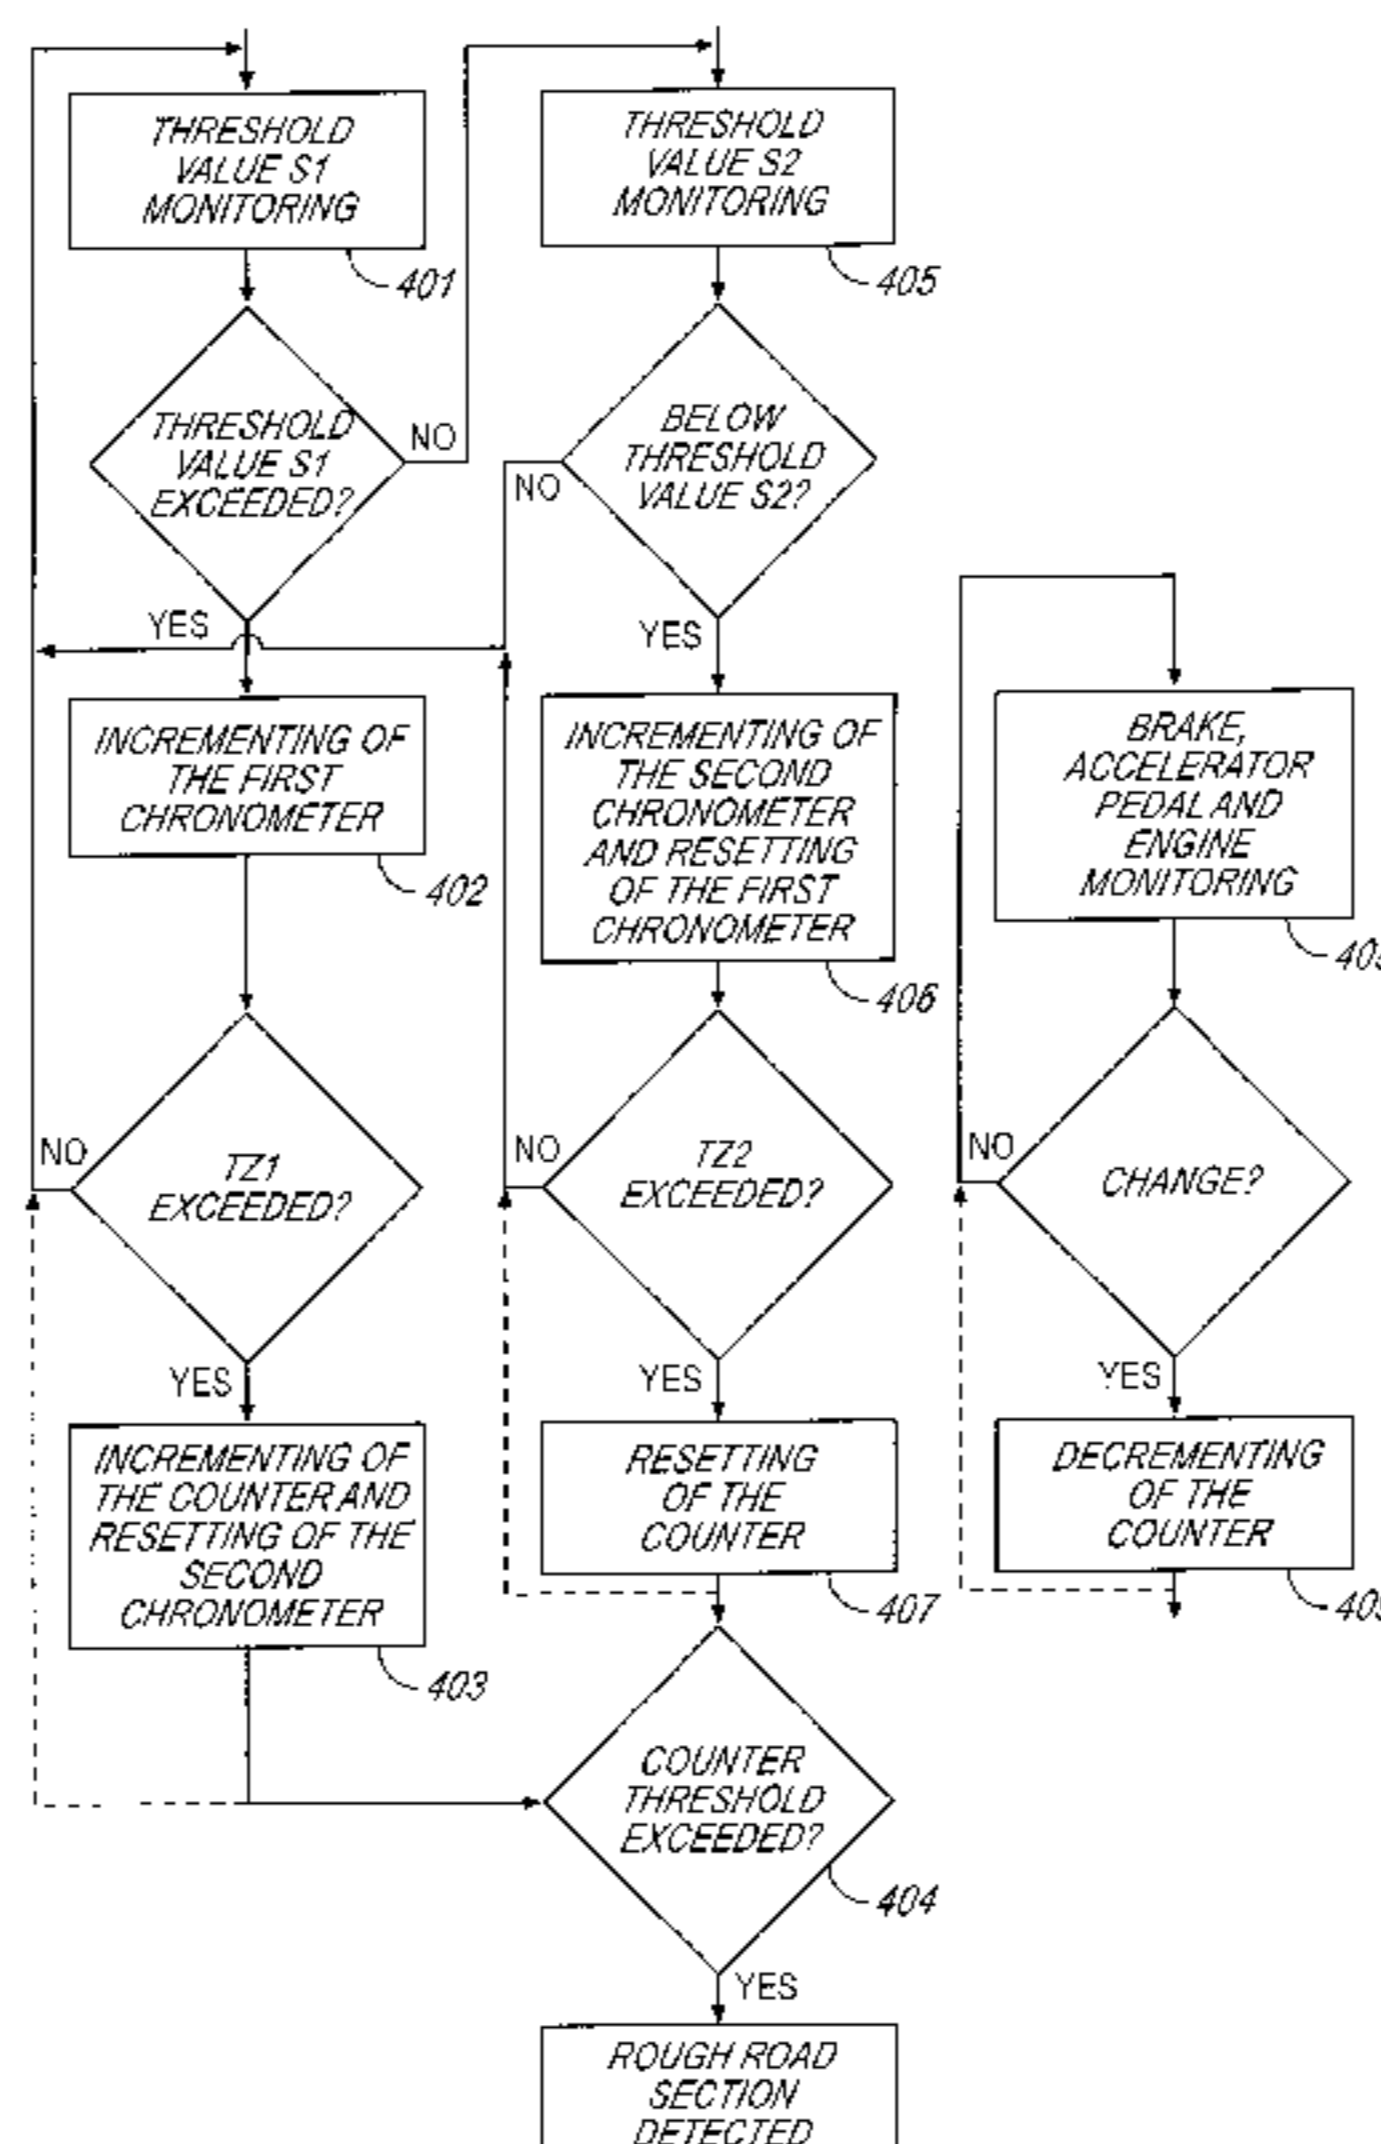 THRESHOLD
VALUE S1
MONITORING
401
THRESHOLD
VALUE S1
EXCEEDED?
NO
YES
INCREMENTING OF
THE FIRST
CHRONOMETER
402
TZ1
EXCEEDED?
NO
YES
INCREMENTING OF
THE COUNTER AND
RESETTING OF THE
SECOND
CHRONOMETER
403
THRESHOLD
VALUE S2
MONITORING
405
BELOW
THRESHOLD
VALUE S2?
NO
YES
INCREMENTING OF
THE SECOND
CHRONOMETER
AND RESETTING
OF THE FIRST
CHRONOMETER
406
TZ2
EXCEEDED?
NO
YES
RESETTING
OF THE
COUNTER
407
COUNTER
THRESHOLD
EXCEEDED?
404
YES
ROUGH ROAD
SECTION
DETECTED
BRAKE,
ACCELERATOR
PEDAL AND
ENGINE
MONITORING
CHANGE?
NO
YES
DECREMENTING
OF THE
COUNTER